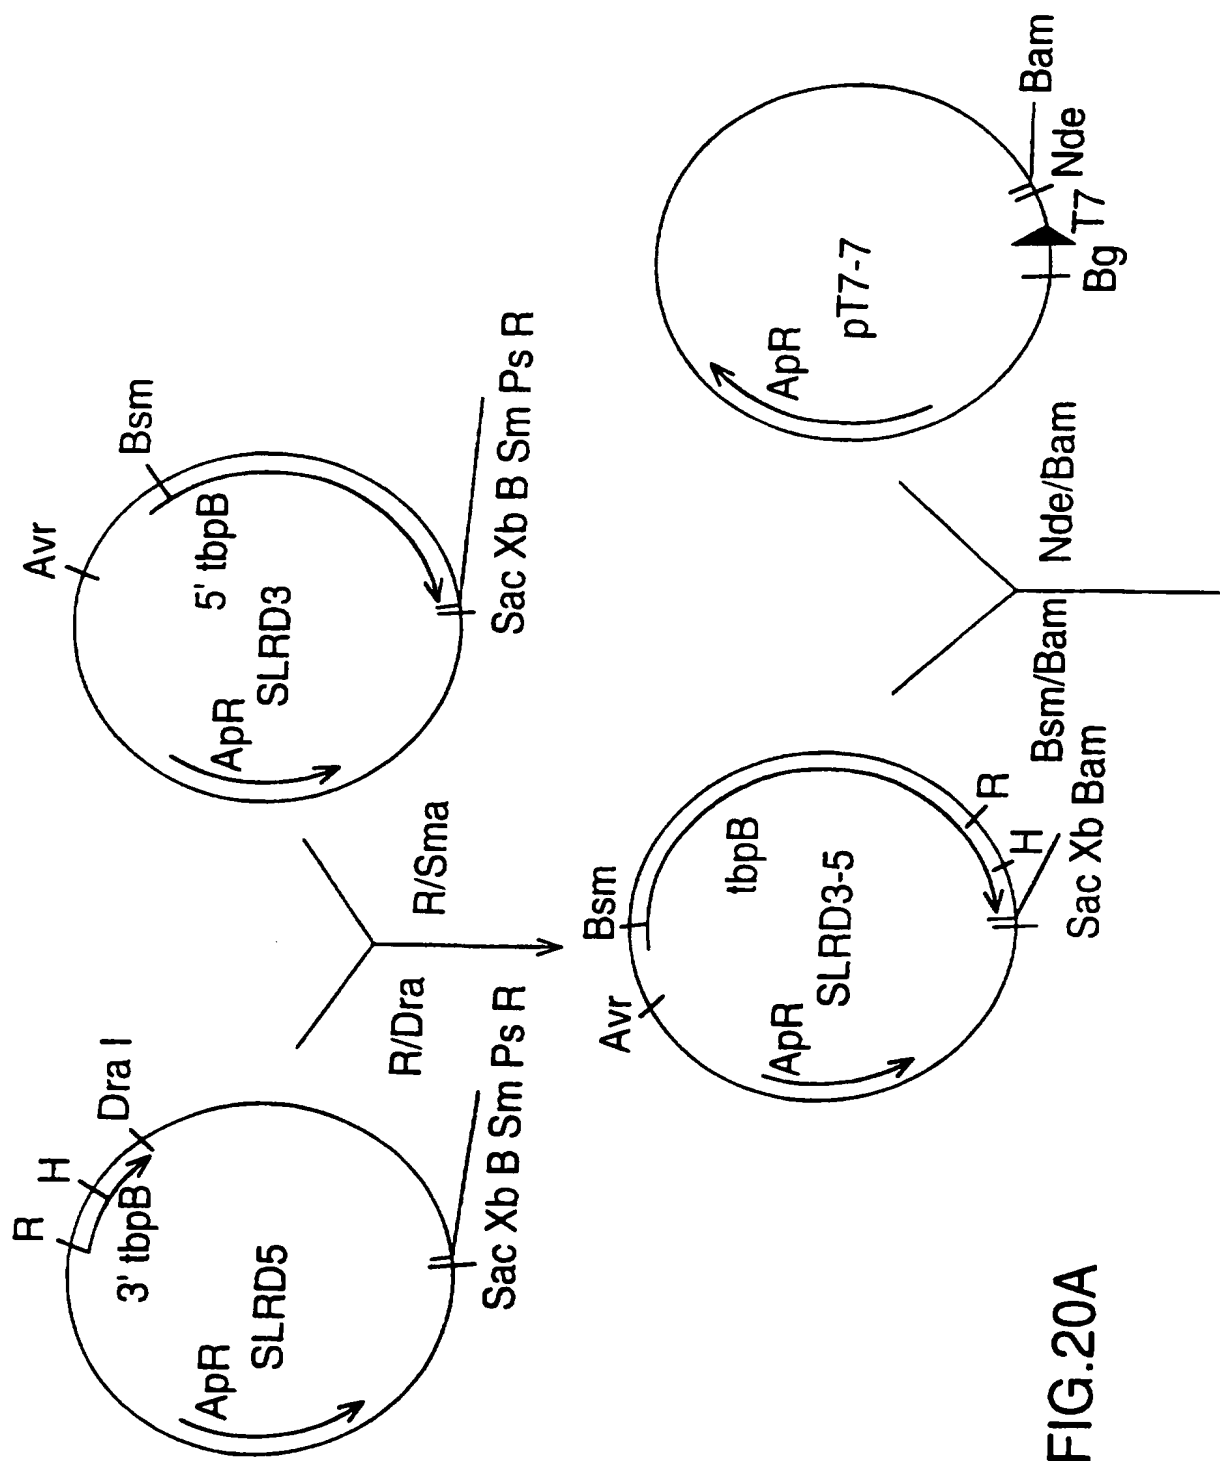 R
H
Dra I
3' tbpB
ApR
SLRD5
Sac Xb B Sm Ps R
R/Dra
R/Sma
Avr
Bsm
5' tbpB
ApR
SLRD3
Sac Xb B Sm Ps R
Avr
Bsm
tbpB
ApR
SLRD3-5
R
H
Sac Xb Bam
Bsm/Bam
Nde/Bam
ApR
pT7-7
Bg
T7
Nde
Bam
FIG.20A